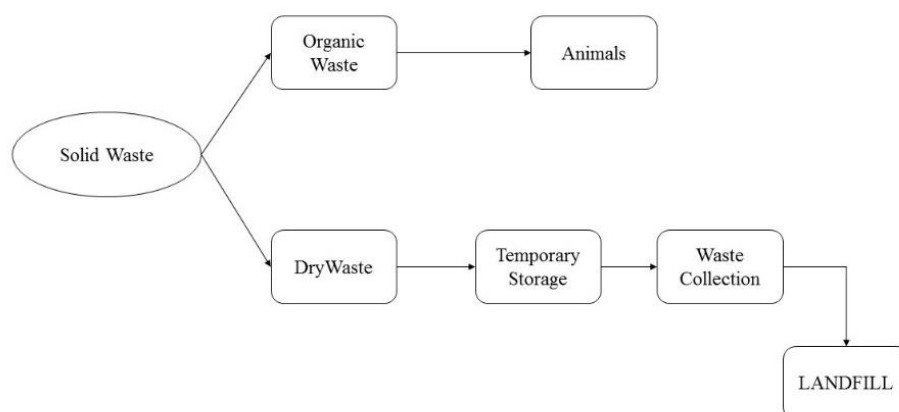 Organic
Waste
Animals
Solid Waste
DryWaste
Temporary
Storage
Waste
Collection
LANDFILL